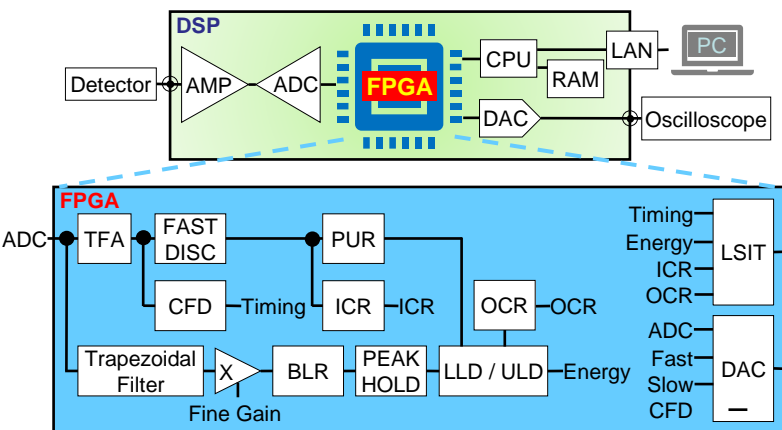 DSP
Detector
AMP
ADC
FPGA
CPU
RAM
LAN
PC
DAC
Oscilloscope
FPGA
ADC
TFA
FAST
DISC
PUR
CFD
Timing
ICR
ICR
OCR
OCR
Trapezoidal
Filter
X
Fine Gain
BLR
PEAK
HOLD
LLD / ULD
Energy
Timing
Energy
ICR
OCR
LSIT
ADC
Fast
Slow
CFD
DAC